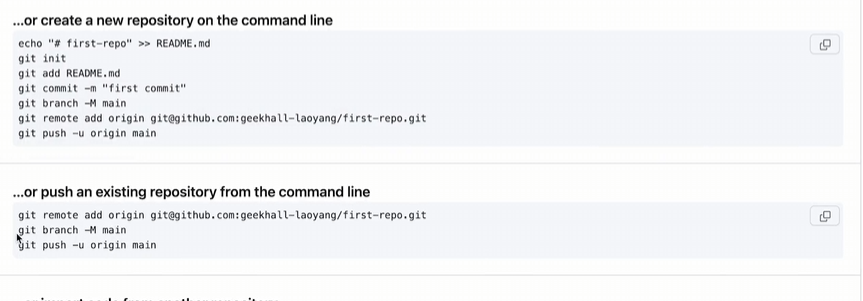 ...or create a new repository on the command line
echo "# first-repo" >> README.md
git init
git add README.md
git commit -m "first commit"
git branch -M main
git remote add origin git@github.com:geekhall-laoyang/first-repo.git
git push -u origin main
...or push an existing repository from the command line
git remote add origin git@github.com:geekhall-laoyang/first-repo.git
git branch -M main
git push -u origin main